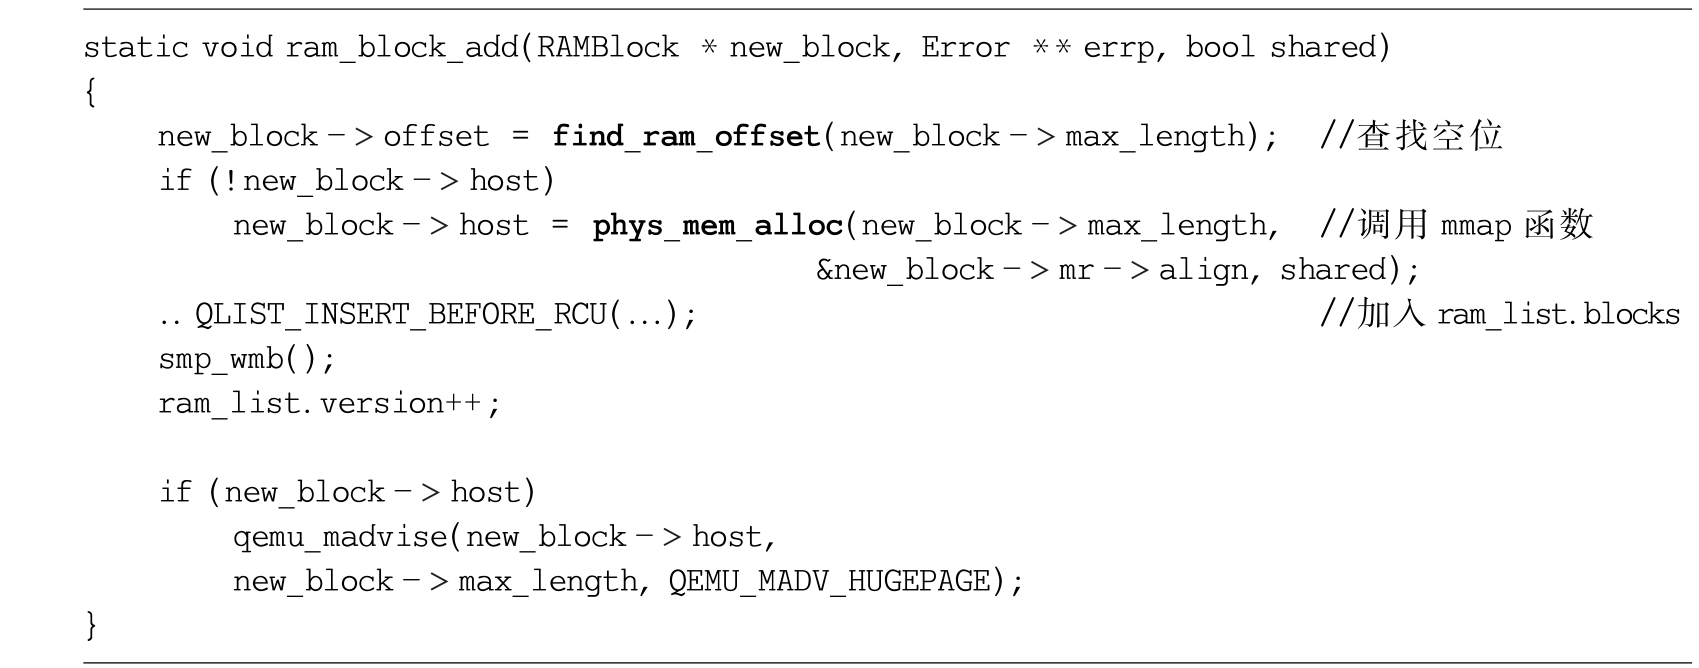 static void ram_block_add(RAMBlock * new_block, Error ** errp, bool shared)
{
    new_block->offset = find_ram_offset(new_block->max_length);  //查找空位
    if (!new_block->host)
        new_block->host = phys_mem_alloc(new_block->max_length,  //调用 mmap 函数
                                        &new_block->mr->align, shared);
    .. QLIST_INSERT_BEFORE_RCU(...);                             //加入 ram_list.blocks
    smp_wmb();
    ram_list.version++;

    if (new_block->host)
        qemu_madvise(new_block->host,
        new_block->max_length, QEMU_MADV_HUGEPAGE);
}